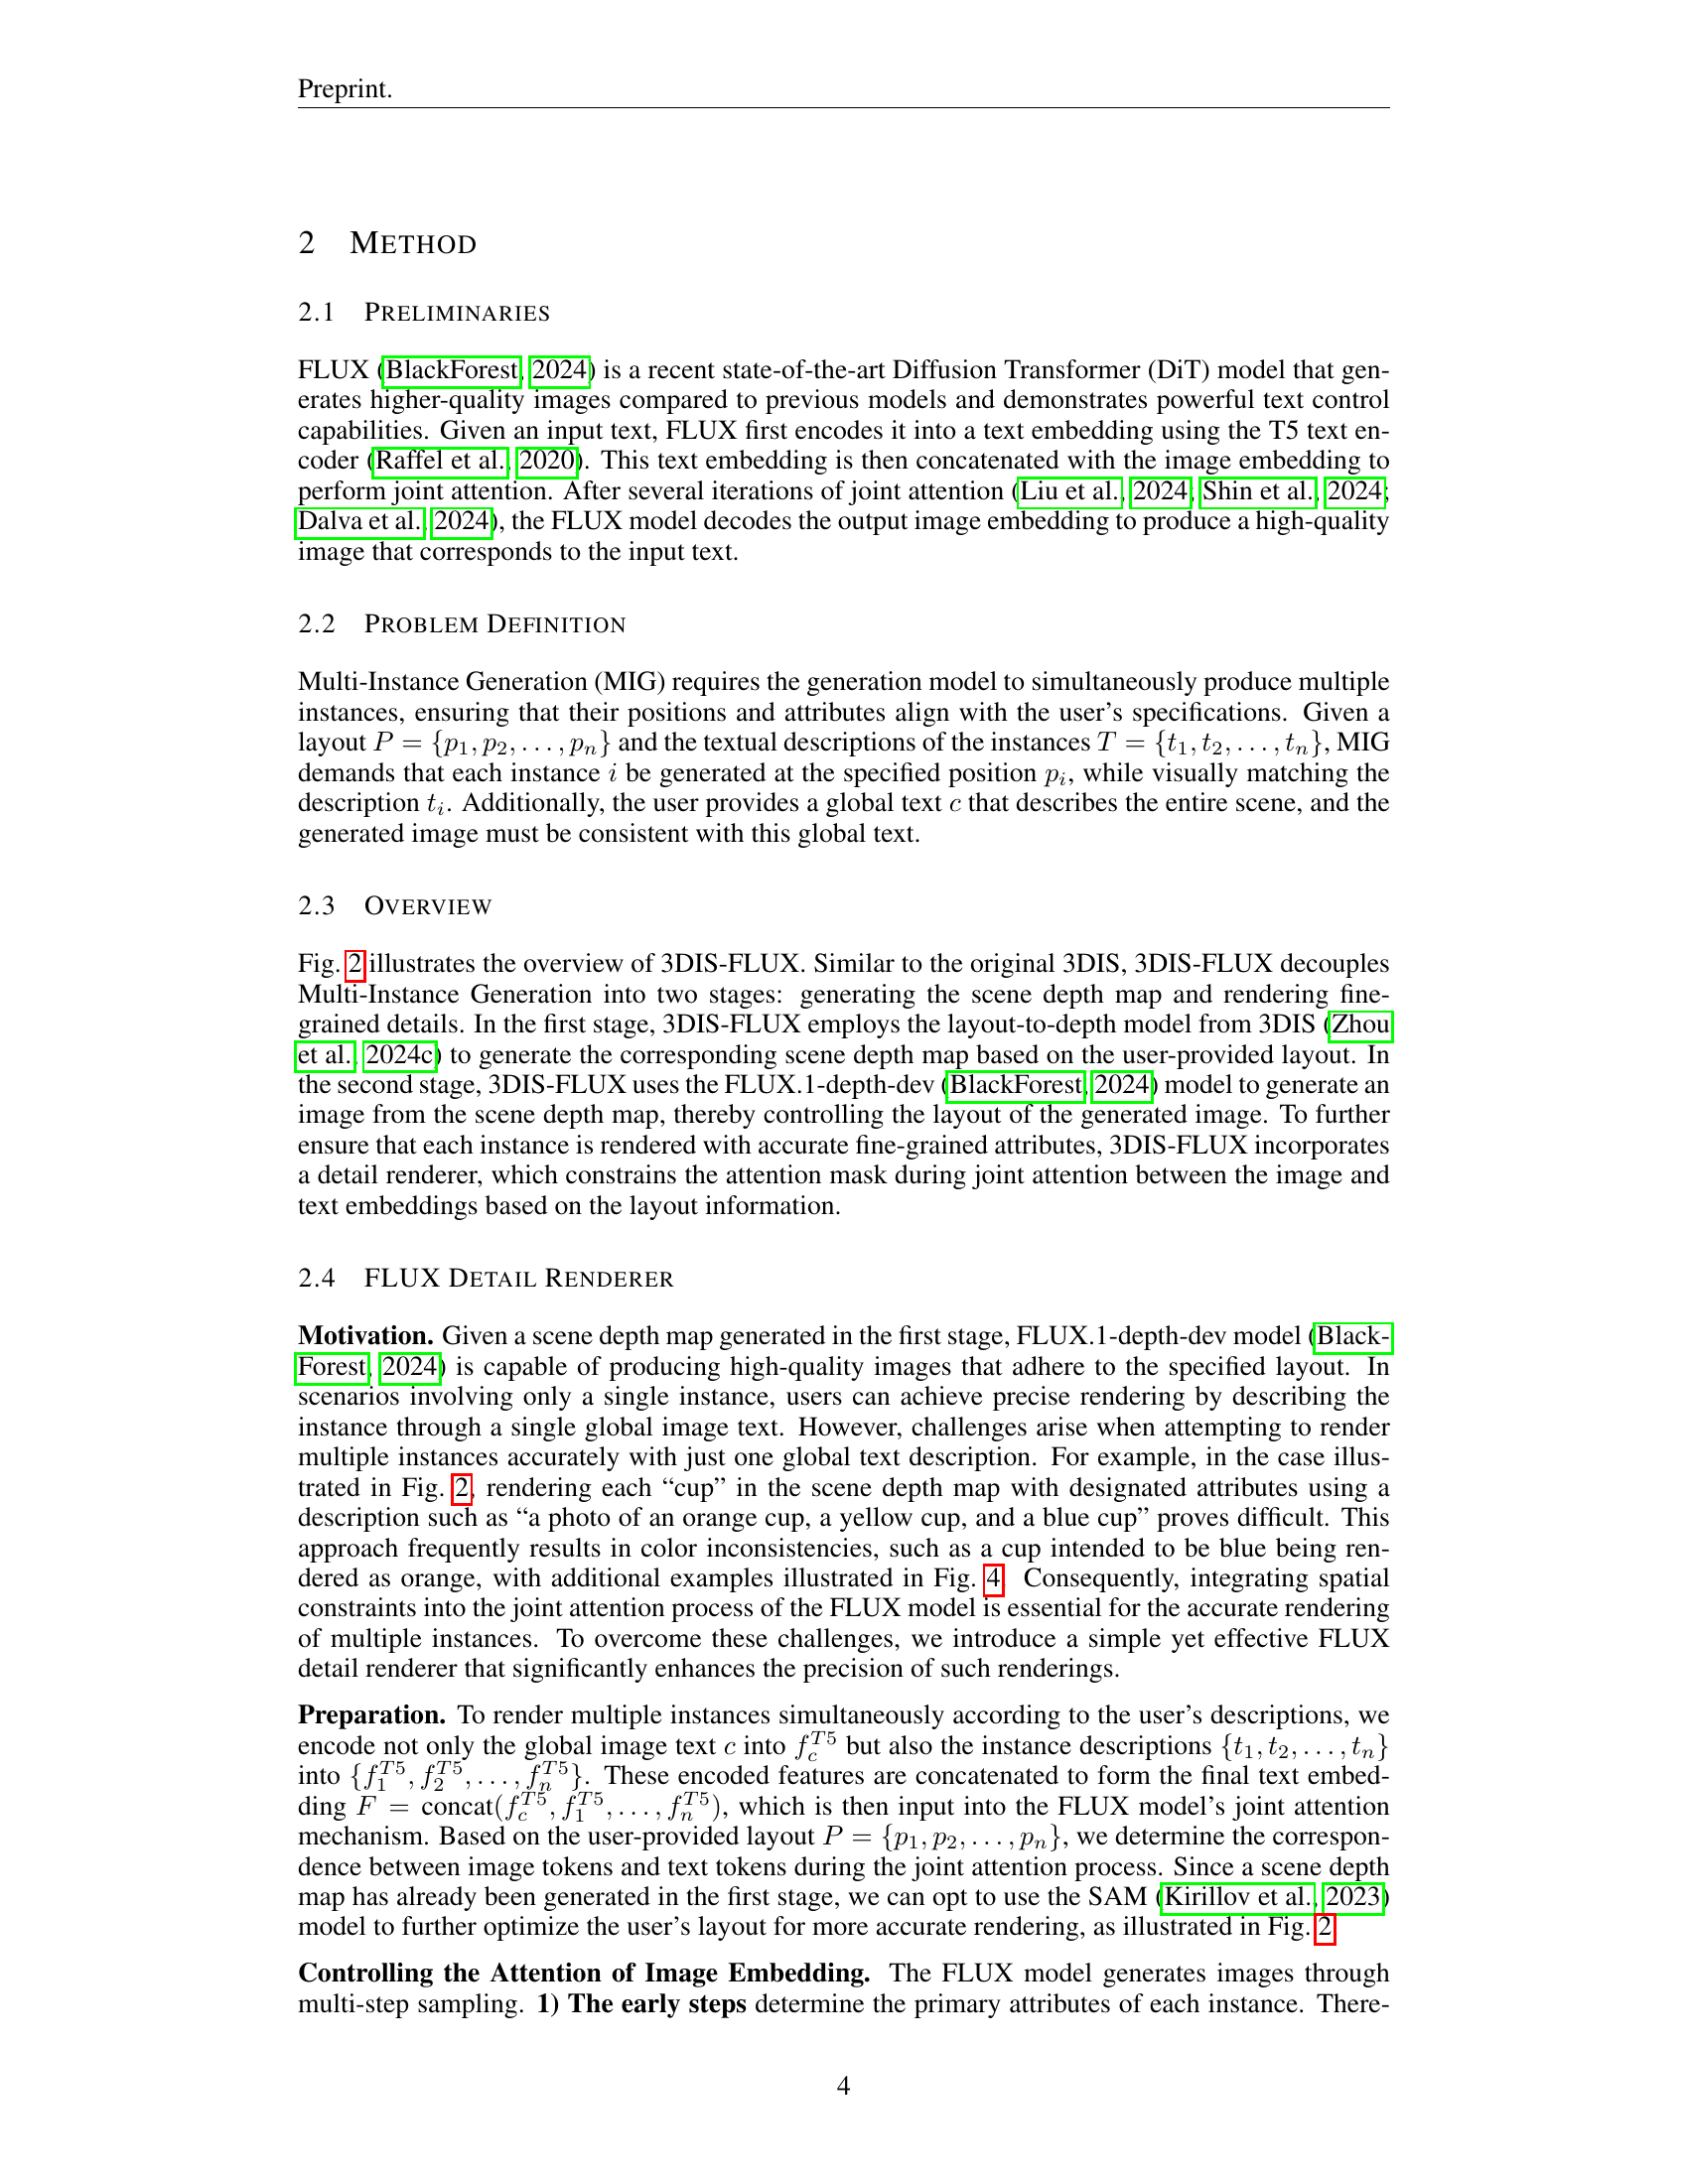 Preprint.
2 METHOD
2.1 PRELIMINARIES
FLUX (BlackForest, 2024) is a recent state-of-the-art Diffusion Transformer (DiT) model that gen-
erates higher-quality images compared to previous models and demonstrates powerful text control
capabilities. Given an input text, FLUX first encodes it into a text embedding using the T5 text en-
coder (Raffel et al., 2020). This text embedding is then concatenated with the image embedding to
perform joint attention. After several iterations of joint attention (Liu et al., 2024; Shin et al., 2024;
Dalva et al., 2024), the FLUX model decodes the output image embedding to produce a high-quality
image that corresponds to the input text.
2.2 PROBLEM DEFINITION
Multi-Instance Generation (MIG) requires the generation model to simultaneously produce multiple
instances, ensuring that their positions and attributes align with the user's specifications. Given a
layout $P = \{p_1, p_2, \ldots, p_n\}$ and the textual descriptions of the instances $T = \{t_1, t_2, \ldots, t_n\}$, MIG
demands that each instance $i$ be generated at the specified position $p_i$, while visually matching the
description $t_i$. Additionally, the user provides a global text $c$ that describes the entire scene, and the
generated image must be consistent with this global text.
2.3 OVERVIEW
Fig. 2 illustrates the overview of 3DIS-FLUX. Similar to the original 3DIS, 3DIS-FLUX decouples
Multi-Instance Generation into two stages: generating the scene depth map and rendering fine-
grained details. In the first stage, 3DIS-FLUX employs the layout-to-depth model from 3DIS (Zhou
et al., 2024c) to generate the corresponding scene depth map based on the user-provided layout. In
the second stage, 3DIS-FLUX uses the FLUX.1-depth-dev (BlackForest, 2024) model to generate an
image from the scene depth map, thereby controlling the layout of the generated image. To further
ensure that each instance is rendered with accurate fine-grained attributes, 3DIS-FLUX incorporates
a detail renderer, which constrains the attention mask during joint attention between the image and
text embeddings based on the layout information.
2.4 FLUX DETAIL RENDERER
Motivation. Given a scene depth map generated in the first stage, FLUX.1-depth-dev model (Black-
Forest, 2024) is capable of producing high-quality images that adhere to the specified layout. In
scenarios involving only a single instance, users can achieve precise rendering by describing the
instance through a single global image text. However, challenges arise when attempting to render
multiple instances accurately with just one global text description. For example, in the case illus-
trated in Fig. 2, rendering each “cup” in the scene depth map with designated attributes using a
description such as “a photo of an orange cup, a yellow cup, and a blue cup” proves difficult. This
approach frequently results in color inconsistencies, such as a cup intended to be blue being ren-
dered as orange, with additional examples illustrated in Fig. 4. Consequently, integrating spatial
constraints into the joint attention process of the FLUX model is essential for the accurate rendering
of multiple instances. To overcome these challenges, we introduce a simple yet effective FLUX
detail renderer that significantly enhances the precision of such renderings.
Preparation. To render multiple instances simultaneously according to the user's descriptions, we
encode not only the global image text $c$ into $f_c^{T5}$ but also the instance descriptions $\{t_1, t_2, \ldots, t_n\}$
into $\{f_1^{T5}, f_2^{T5}, \ldots, f_n^{T5}\}$. These encoded features are concatenated to form the final text embed-
ding $F = \text{concat}(f_c^{T5}, f_1^{T5}, \ldots, f_n^{T5})$, which is then input into the FLUX model's joint attention
mechanism. Based on the user-provided layout $P = \{p_1, p_2, \ldots, p_n\}$, we determine the correspon-
dence between image tokens and text tokens during the joint attention process. Since a scene depth
map has already been generated in the first stage, we can opt to use the SAM (Kirillov et al., 2023)
model to further optimize the user's layout for more accurate rendering, as illustrated in Fig. 2.
Controlling the Attention of Image Embedding. The FLUX model generates images through
multi-step sampling. 1) The early steps determine the primary attributes of each instance. There-
4